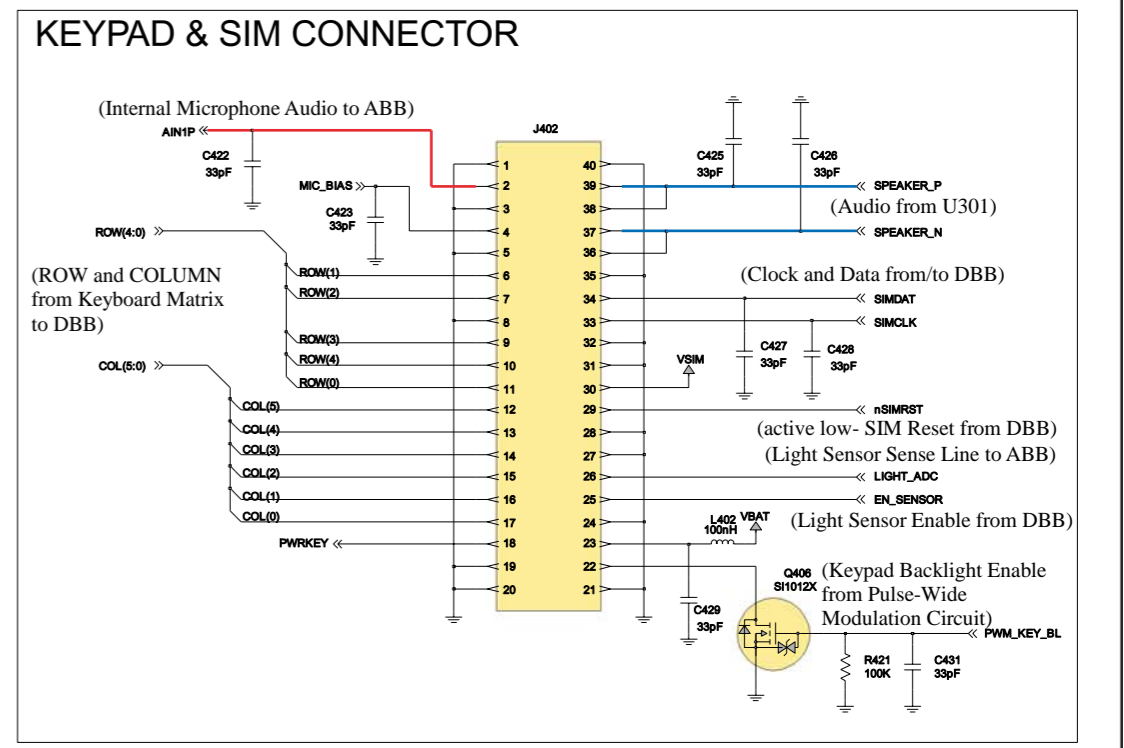 KEYPAD & SIM CONNECTOR
(Internal Microphone Audio to ABB)
AIN1P
C422
33pF
MIC_BIAS
C423
33pF
ROW(4:0)
(ROW and COLUMN
from Keyboard Matrix
to DBB)
COL(5:0)
ROW(1)
ROW(2)
ROW(3)
ROW(4)
ROW(0)
COL(5)
COL(4)
COL(3)
COL(2)
COL(1)
COL(0)
PWRKEY
J402
1
2
3
4
5
6
7
8
9
10
11
12
13
14
15
16
17
18
19
20
40
39
38
37
36
35
34
33
32
31
30
29
28
27
26
25
24
23
22
21
C425
33pF
C426
33pF
SPEAKER_P
(Audio from U301)
SPEAKER_N
(Clock and Data from/to DBB)
SIMDAT
SIMCLK
C427
33pF
C428
33pF
VSIM
nSIMRST
(active low- SIM Reset from DBB)
(Light Sensor Sense Line to ABB)
LIGHT_ADC
EN_SENSOR
(Light Sensor Enable from DBB)
L402
100nH
VBAT
C429
33pF
Q406
SI1012X
(Keypad Backlight Enable
from Pulse-Wide
Modulation Circuit)
PWM_KEY_BL
R421
100K
C431
33pF